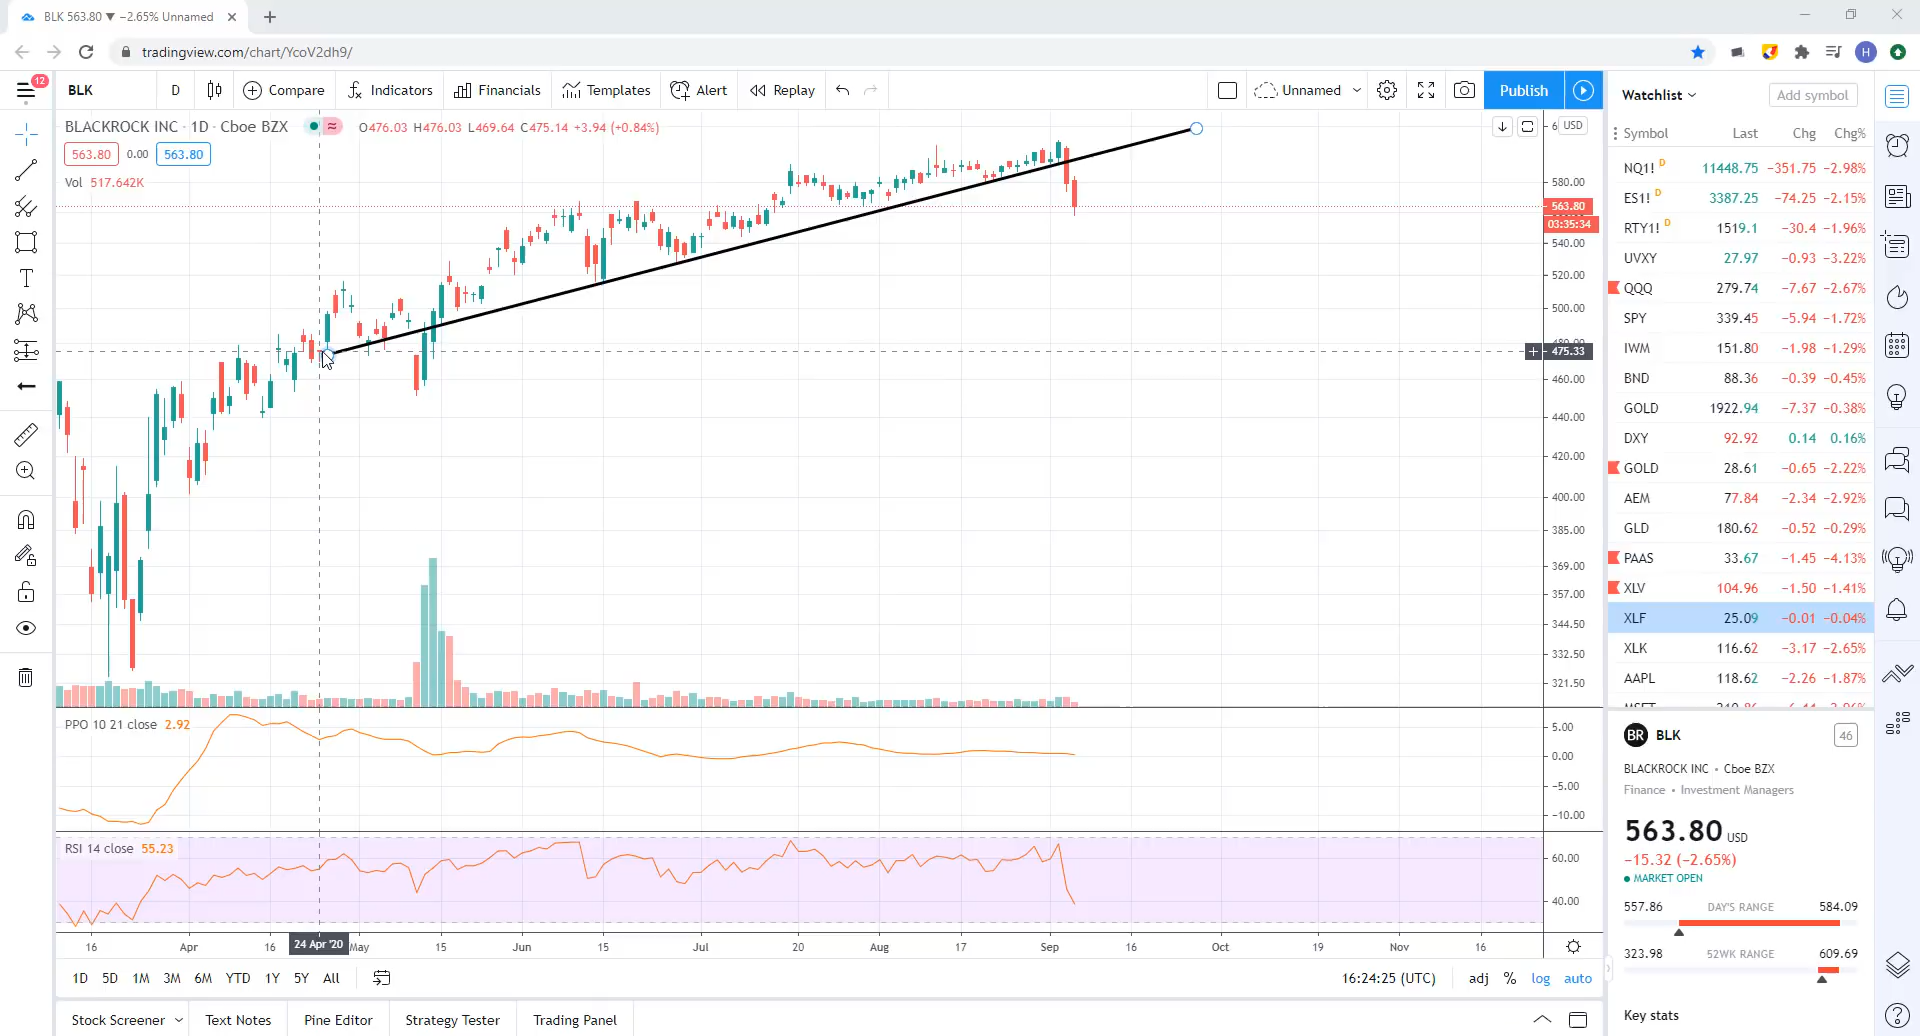 BLK 563.80 ▼ −2.65% Unnamed
tradingview.com/chart/YcoV2dh9/
H
12
BLK D Compare Indicators Financials Templates Alert Replay Unnamed Publish
BLACKROCK INC · 1D · Cboe BZX O476.03 H476.03 L469.64 C475.14 +3.94 (+0.84%)
563.80 0.00 563.80
Vol 517.642K
USD
580.00
563.80
03:35:34
540.00
520.00
500.00
480.00
475.33
460.00
440.00
420.00
400.00
385.00
369.00
357.00
344.50
332.50
321.50
PPO 10 21 close 2.92
5.00
0.00
−5.00
−10.00
RSI 14 close 55.23
60.00
40.00
16 Apr 16 24 Apr '20 May 15 Jun 15 Jul 20 Aug 17 Sep 16 Oct 19 Nov 16
1D 5D 1M 3M 6M YTD 1Y 5Y All
16:24:25 (UTC) adj % log auto
Stock Screener Text Notes Pine Editor Strategy Tester Trading Panel
Watchlist Add symbol
Symbol Last Chg Chg%
NQ1! D 11448.75 −351.75 −2.98%
ES1! D 3387.25 −74.25 −2.15%
RTY1! D 1519.1 −30.4 −1.96%
UVXY 27.97 −0.93 −3.22%
QQQ 279.74 −7.67 −2.67%
SPY 339.45 −5.94 −1.72%
IWM 151.80 −1.98 −1.29%
BND 88.36 −0.39 −0.45%
GOLD 1922.94 −7.37 −0.38%
DXY 92.92 0.14 0.16%
GOLD 28.61 −0.65 −2.22%
AEM 77.84 −2.34 −2.92%
GLD 180.62 −0.52 −0.29%
PAAS 33.67 −1.45 −4.13%
XLV 104.96 −1.50 −1.41%
XLF 25.09 −0.01 −0.04%
XLK 116.62 −3.17 −2.65%
AAPL 118.62 −2.26 −1.87%
BR BLK 46
BLACKROCK INC • Cboe BZX
Finance • Investment Managers
563.80 USD
−15.32 (−2.65%)
MARKET OPEN
557.86 DAY'S RANGE 584.09
323.98 52WK RANGE 609.69
Key stats